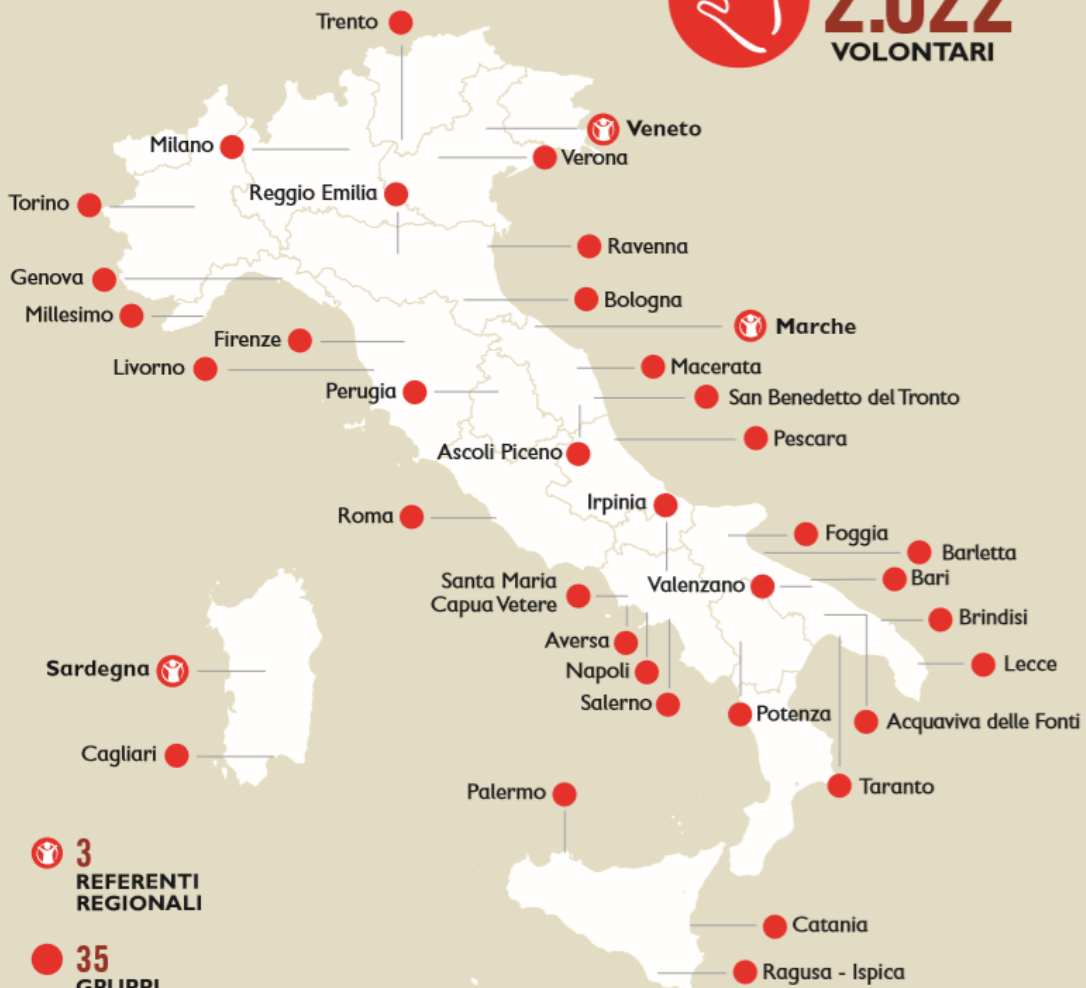 2.022
VOLONTARI
Trento
Veneto
Milano
Verona
Reggio Emilia
Torino
Ravenna
Genova
Bologna
Millesimo
Marche
Firenze
Livorno
Macerata
Perugia
San Benedetto del Tronto
Pescara
Ascoli Piceno
Irpinia
Roma
Foggia
Barletta
Bari
Santa Maria
Capua Vetere
Valenzano
Brindisi
Aversa
Napoli
Lecce
Sardegna
Salerno
Potenza
Acquaviva delle Fonti
Cagliari
Taranto
Palermo
3
REFERENTI
REGIONALI
Catania
35
GRUPPI
Ragusa - Ispica